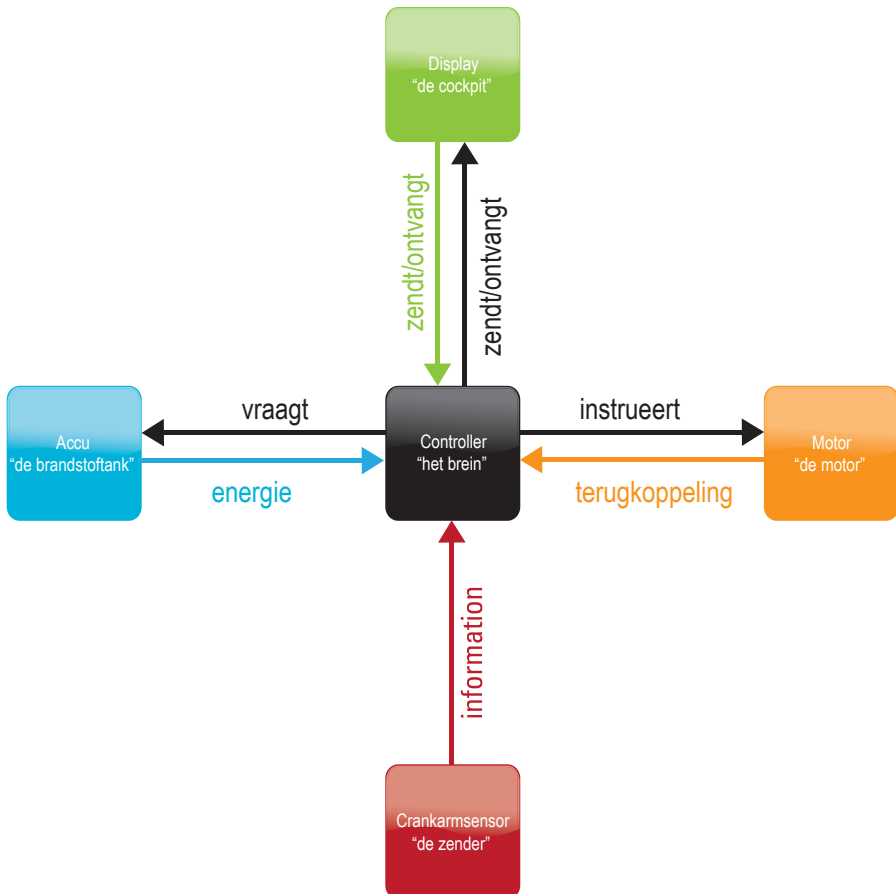 Display
“de cockpit”
zendt/ontvangt
zendt/ontvangt
vraagt
instrueert
Accu
“de brandstoftank”
Controller
“het brein”
Motor
“de motor”
energie
terugkoppeling
information
Crankarmsensor
“de zender”